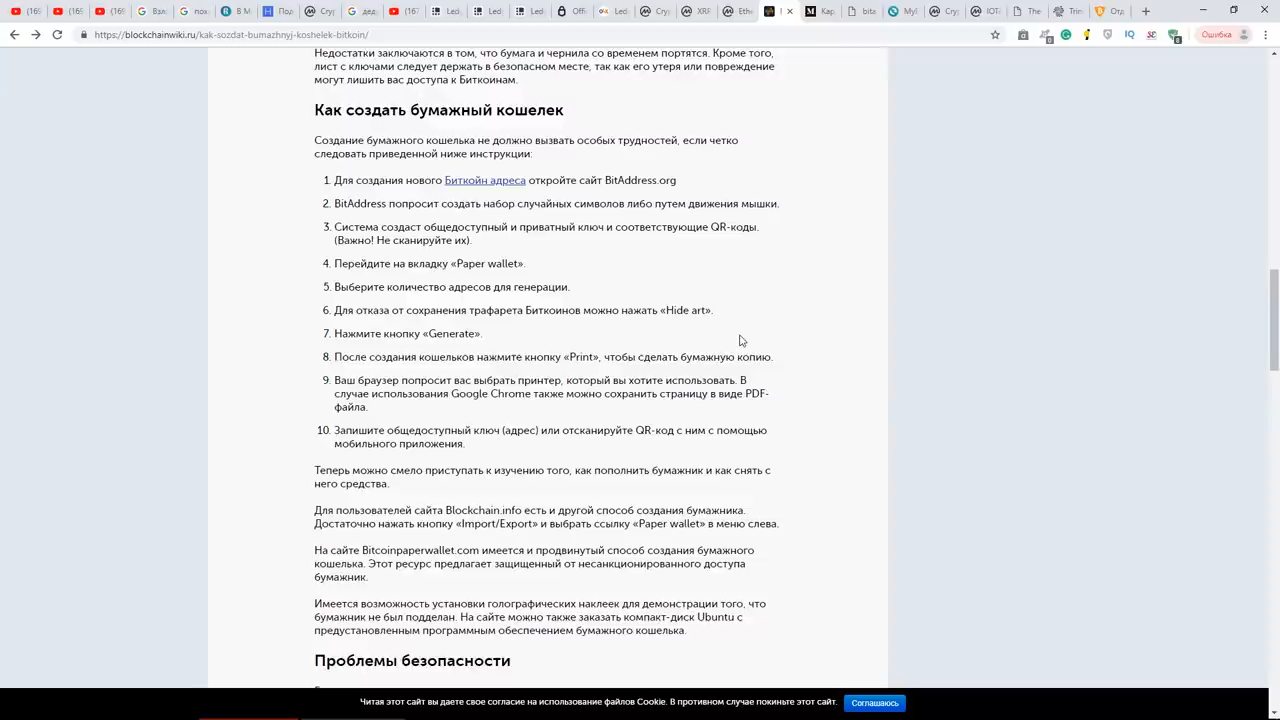 https://blockchainwiki.ru/kak-sozdat-bumazhnyj-koshelek-bitkoin/
Ошибка
Недостатки заключаются в том, что бумага и чернила со временем портятся. Кроме того,
лист с ключами следует держать в безопасном месте, так как его утеря или повреждение
могут лишить вас доступа к Биткоинам.
Как создать бумажный кошелек
Создание бумажного кошелька не должно вызвать особых трудностей, если четко
следовать приведенной ниже инструкции:
1. Для создания нового Биткойн адреса откройте сайт BitAddress.org
2. BitAddress попросит создать набор случайных символов либо путем движения мышки.
3. Система создаст общедоступный и приватный ключ и соответствующие QR-коды.
(Важно! Не сканируйте их).
4. Перейдите на вкладку «Paper wallet».
5. Выберите количество адресов для генерации.
6. Для отказа от сохранения трафарета Биткоинов можно нажать «Hide art».
7. Нажмите кнопку «Generate».
8. После создания кошельков нажмите кнопку «Print», чтобы сделать бумажную копию.
9. Ваш браузер попросит вас выбрать принтер, который вы хотите использовать. В
случае использования Google Chrome также можно сохранить страницу в виде PDF-
файла.
10. Запишите общедоступный ключ (адрес) или отсканируйте QR-код с ним с помощью
мобильного приложения.
Теперь можно смело приступать к изучению того, как пополнить бумажник и как снять с
него средства.
Для пользователей сайта Blockchain.info есть и другой способ создания бумажника.
Достаточно нажать кнопку «Import/Export» и выбрать ссылку «Paper wallet» в меню слева.
На сайте Bitcoinpaperwallet.com имеется и продвинутый способ создания бумажного
кошелька. Этот ресурс предлагает защищенный от несанкционированного доступа
бумажник.
Имеется возможность установки голографических наклеек для демонстрации того, что
бумажник не был подделан. На сайте можно также заказать компакт-диск Ubuntu с
предустановленным программным обеспечением бумажного кошелька.
Проблемы безопасности
Читая этот сайт вы даете свое согласие на использование файлов Cookie. В противном случае покиньте этот сайт.
Соглашаюсь